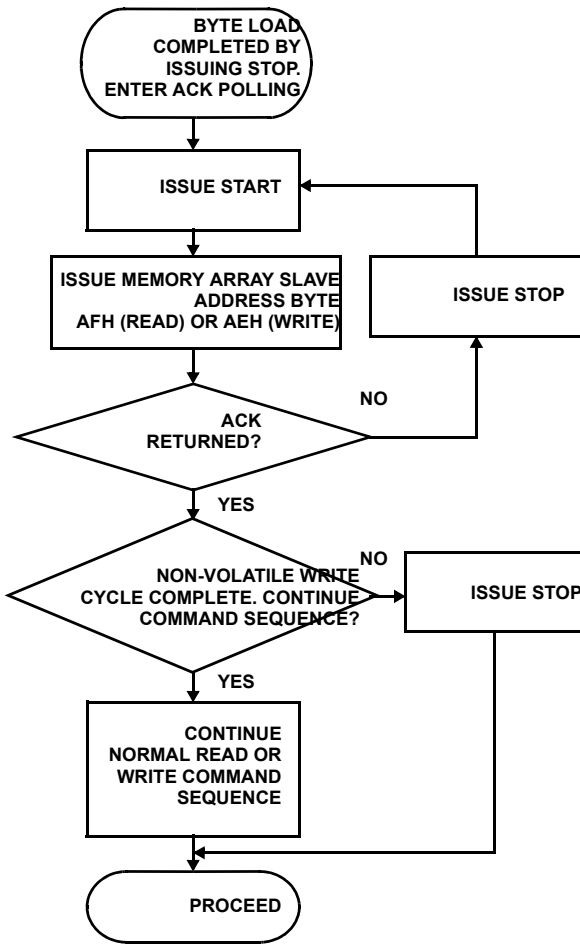 BYTE LOAD
COMPLETED BY
ISSUING STOP.
ENTER ACK POLLING
ISSUE START
ISSUE MEMORY ARRAY SLAVE
ADDRESS BYTE
AFH (READ) OR AEH (WRITE)
ISSUE STOP
NO
ACK
RETURNED?
YES
NO
NON-VOLATILE WRITE
CYCLE COMPLETE. CONTINUE
COMMAND SEQUENCE?
ISSUE STOP
YES
CONTINUE
NORMAL READ OR
WRITE COMMAND
SEQUENCE
PROCEED